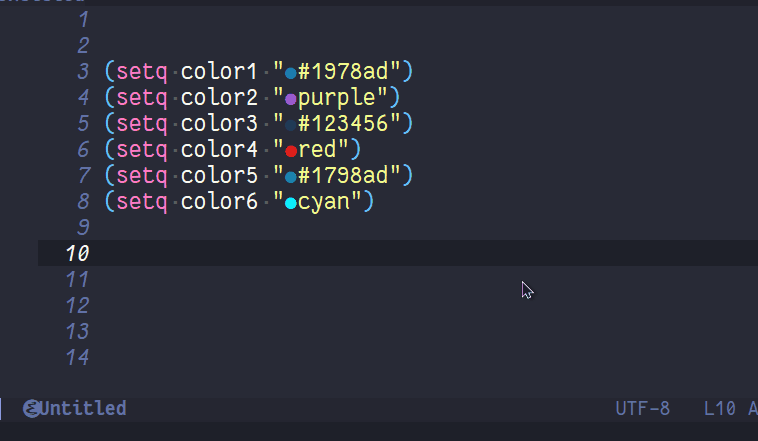 1
2
3 (setq color1 "#1978ad")
4 (setq color2 "purple")
5 (setq color3 "#123456")
6 (setq color4 "red")
7 (setq color5 "#1798ad")
8 (setq color6 "cyan")
9
10
11
12
13
14
Untitled UTF-8 L10 A